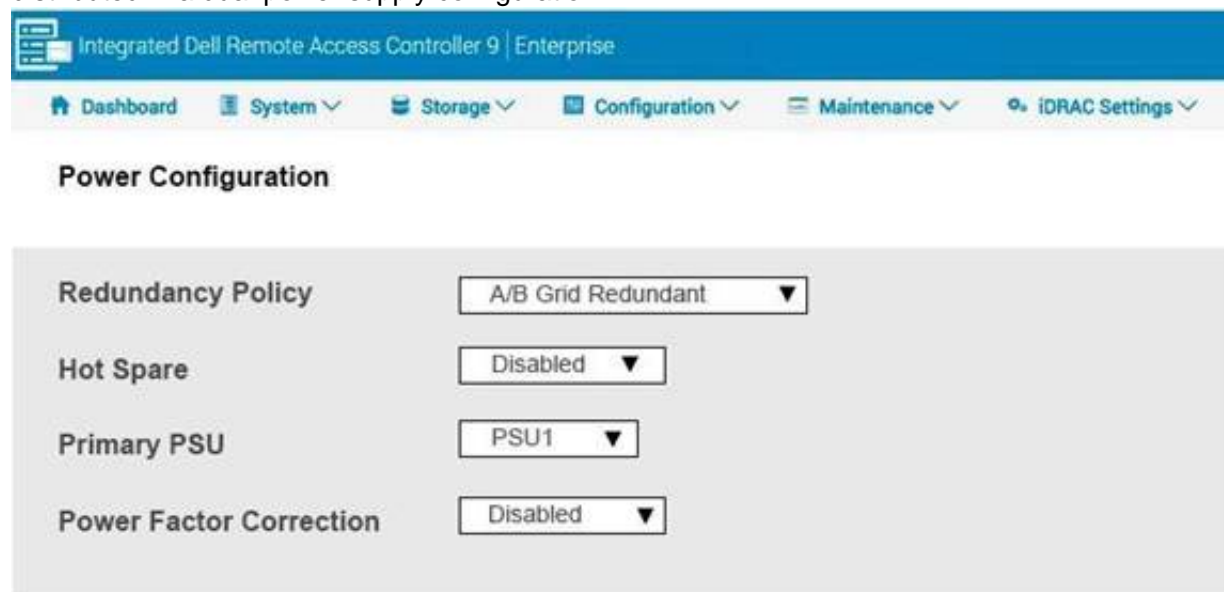 Integrated Dell Remote Access Controller 9 | Enterprise
Dashboard System Storage Configuration Maintenance iDRAC Settings
Power Configuration
Redundancy Policy A/B Grid Redundant
Hot Spare Disabled
Primary PSU PSU1
Power Factor Correction Disabled